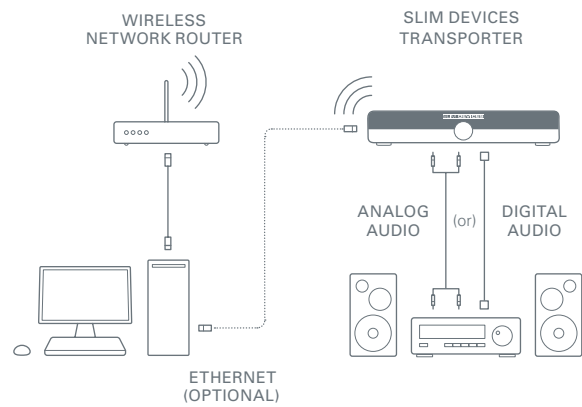 WIRELESS
NETWORK ROUTER
SLIM DEVICES
TRANSPORTER
ANALOG
AUDIO
(or)
DIGITAL
AUDIO
ETHERNET
(OPTIONAL)